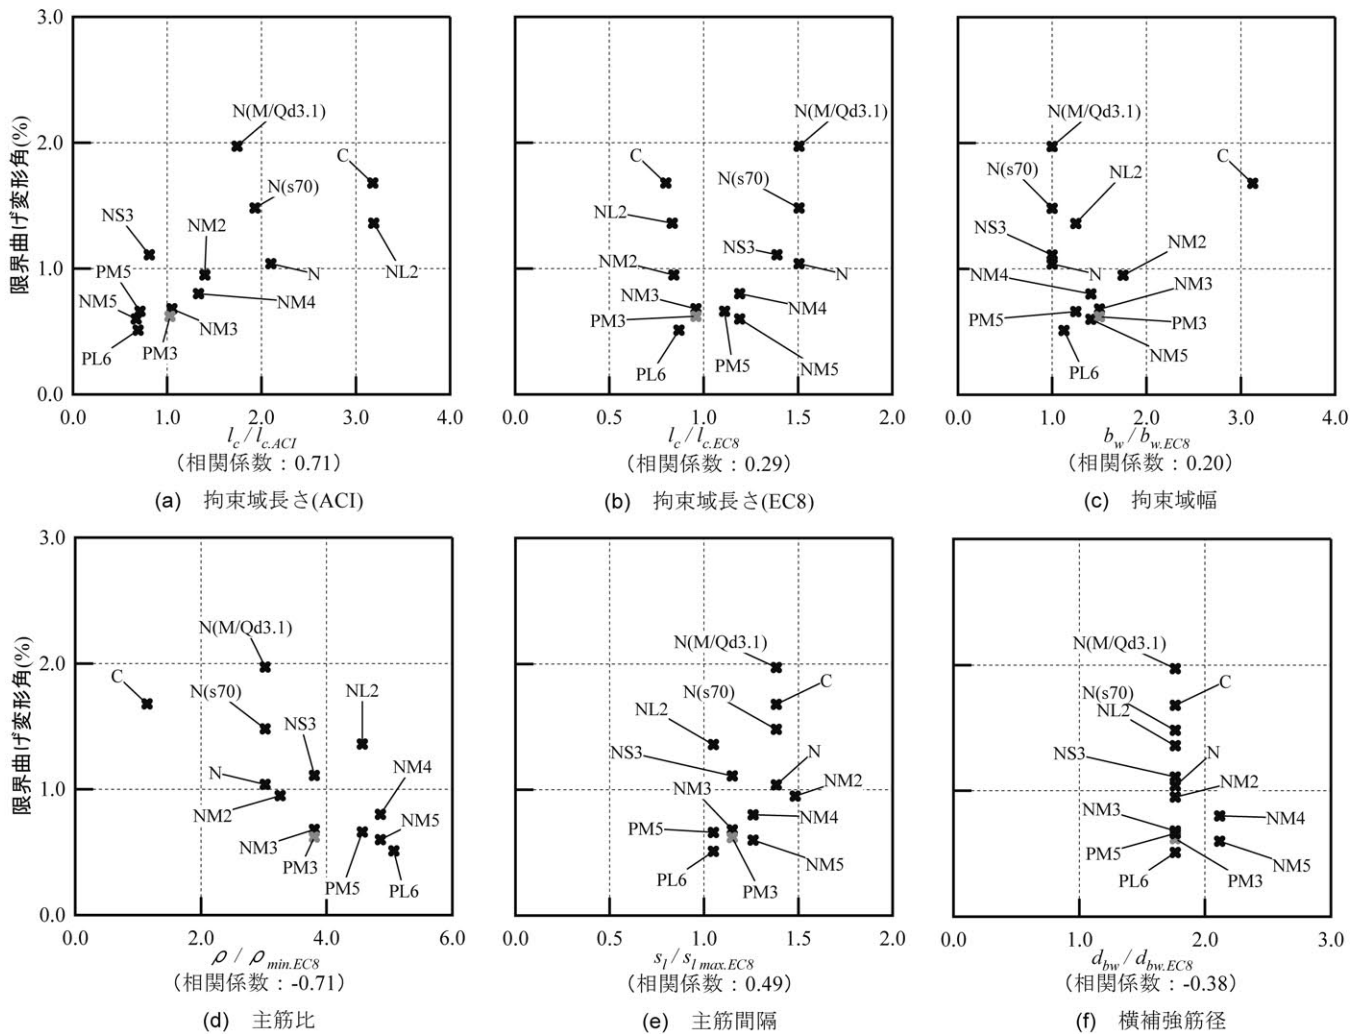 3.0
2.0
1.0
0.0
限界曲げ変形角(%)
N(M/Qd3.1)
C
N(s70)
NS3
NM2
PM5
NL2
N
NM5
NM4
NM3
PL6
PM3
0.0 1.0 2.0 3.0 4.0
l_c / l_{c.ACI}
(相関係数：0.71)
(a) 拘束域長さ(ACI)
N(M/Qd3.1)
C
N(s70)
NL2
NS3
NM2
N
NM3
NM4
PM3
PL6
PM5
NM5
0.0 0.5 1.0 1.5 2.0
l_c / l_{c.EC8}
(相関係数：0.29)
(b) 拘束域長さ(EC8)
N(M/Qd3.1)
C
N(s70)
NL2
NS3
NM2
NM4
N
NM3
PM5
PM3
NM5
PL6
0.0 1.0 2.0 3.0 4.0
b_w / b_{w.EC8}
(相関係数：0.20)
(c) 拘束域幅
3.0
2.0
1.0
0.0
限界曲げ変形角(%)
N(M/Qd3.1)
C
N(s70)
NL2
NS3
N
NM4
NM2
NM5
NM3
PM3
PM5
PL6
0.0 2.0 4.0 6.0
ρ / ρ_{min.EC8}
(相関係数：-0.71)
(d) 主筋比
N(M/Qd3.1)
N(s70)
C
NL2
NS3
N
NM3
NM2
NM4
PM5
NM5
PL6
PM3
0.0 0.5 1.0 1.5 2.0
s_l / s_{l max.EC8}
(相関係数：0.49)
(e) 主筋間隔
N(M/Qd3.1)
C
N(s70)
NL2
NS3
N
NM2
NM3
NM4
PM5
NM5
PL6
PM3
0.0 1.0 2.0 3.0
d_{bw} / d_{bw.EC8}
(相関係数：-0.38)
(f) 横補強筋径